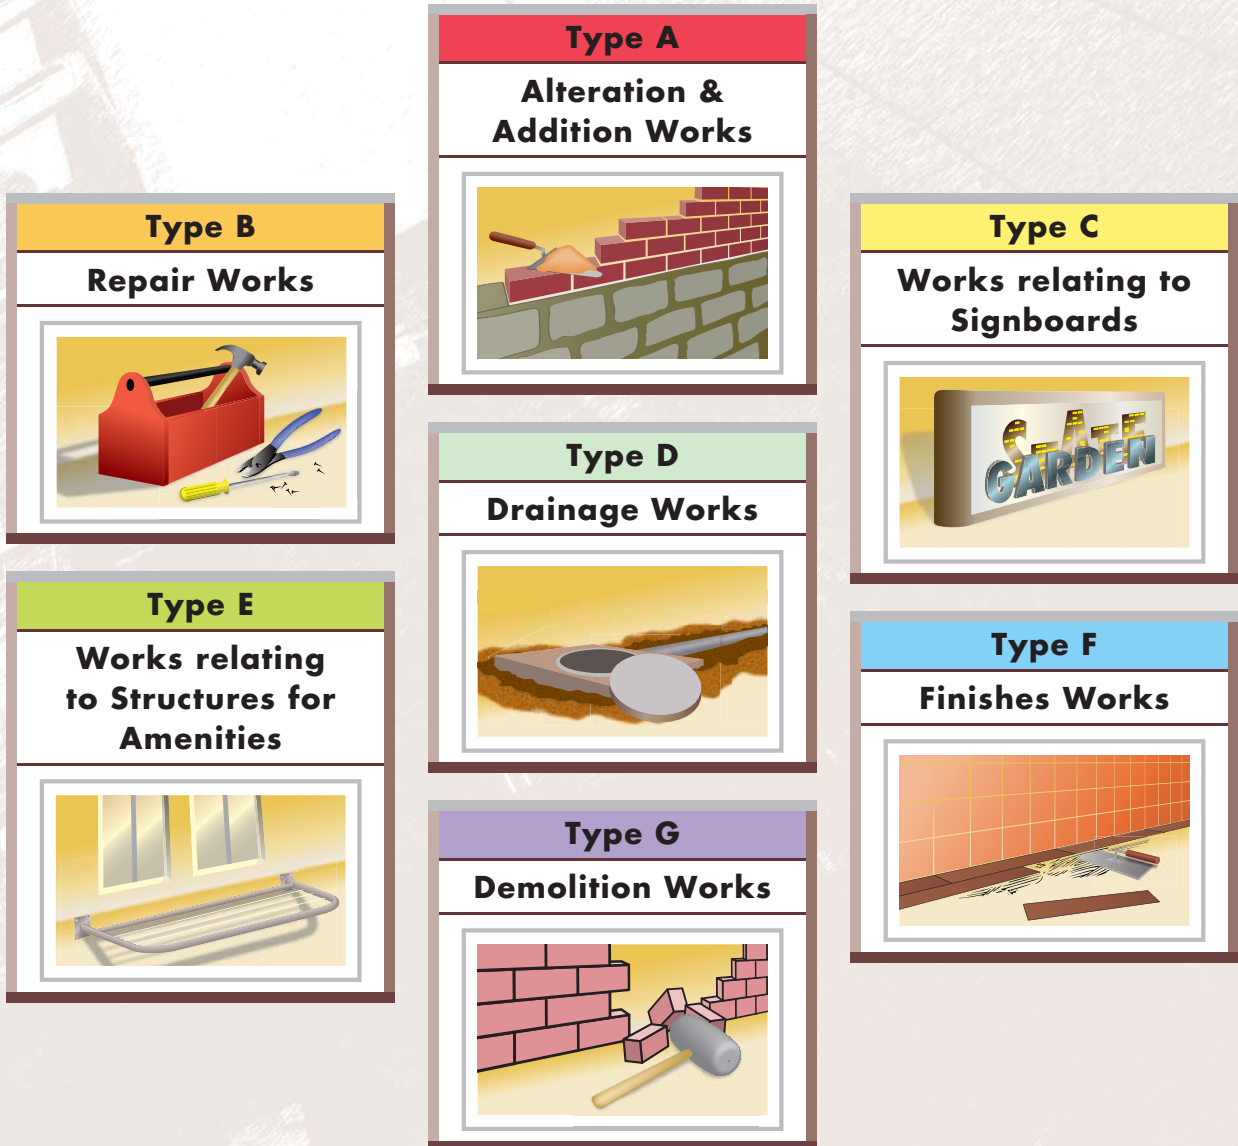 Type A
Alteration &
Addition Works
Type B
Repair Works
Type C
Works relating to
Signboards
SAFE
GARDEN
Type D
Drainage Works
Type E
Works relating
to Structures for
Amenities
Type F
Finishes Works
Type G
Demolition Works